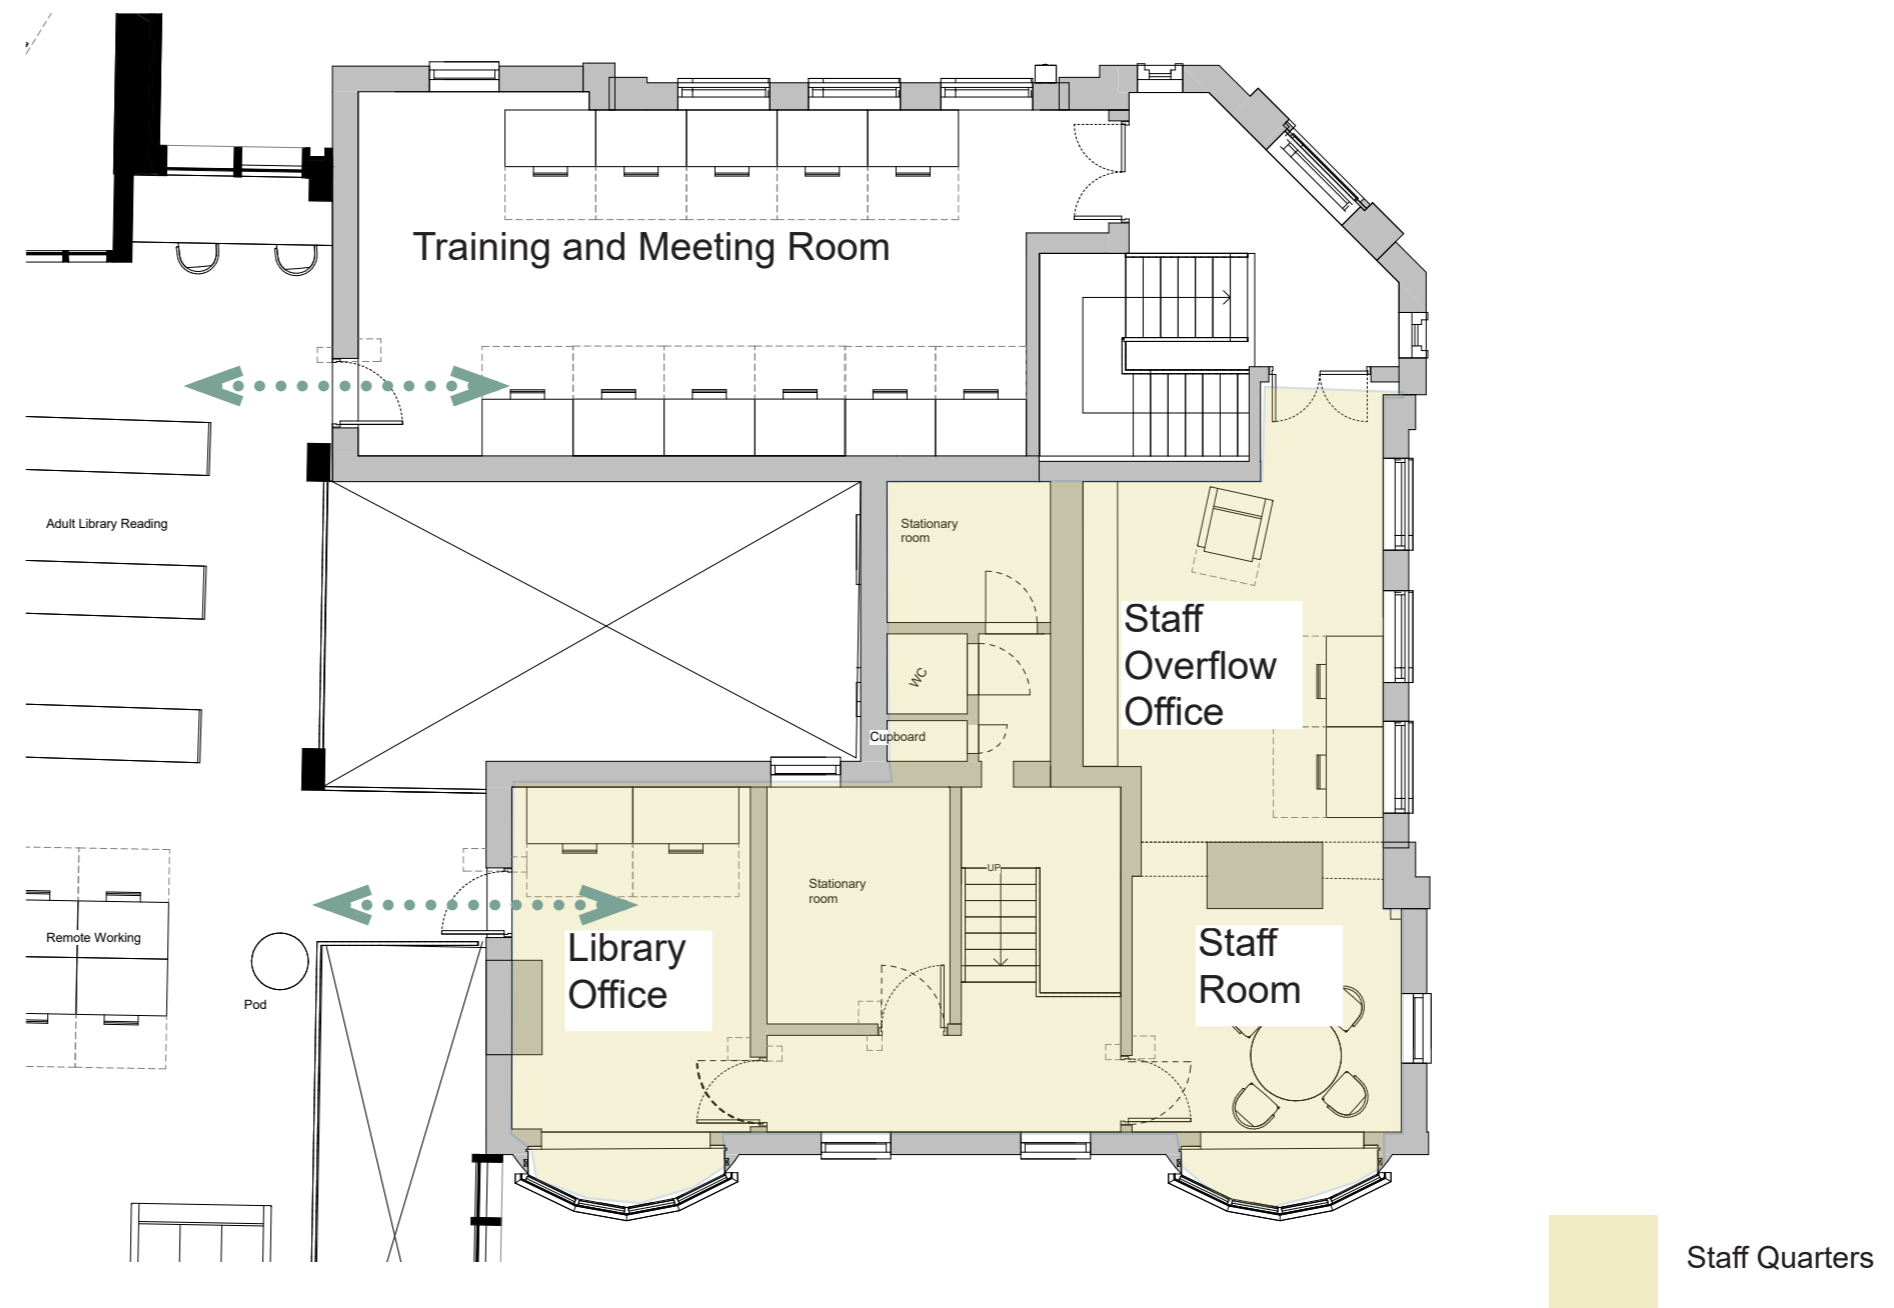 Training and Meeting Room
Adult Library Reading
Stationary
room
Staff
Overflow
Office
WC
Cupboard
UP
Stationary
room
Remote Working
Library
Office
Staff
Room
Pod
Staff Quarters